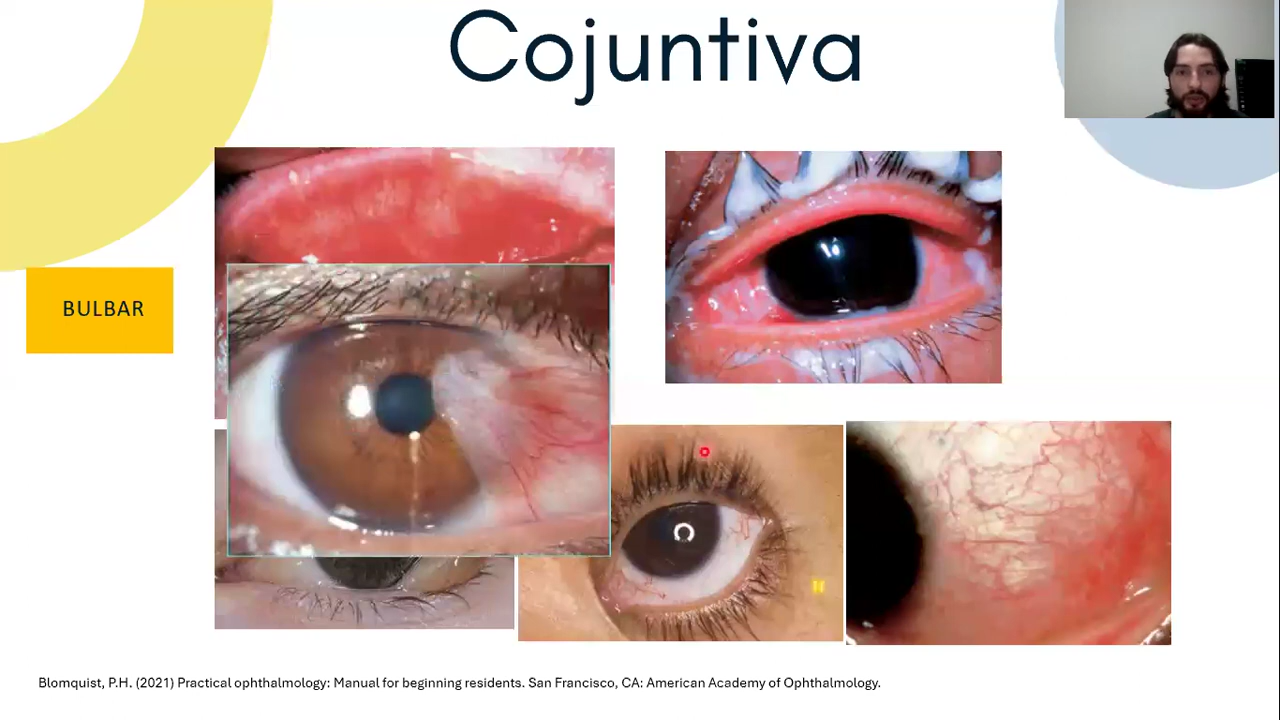 Cojuntiva
BULBAR
Blomquist, P.H. (2021) Practical ophthalmology: Manual for beginning residents. San Francisco, CA: American Academy of Ophthalmology.